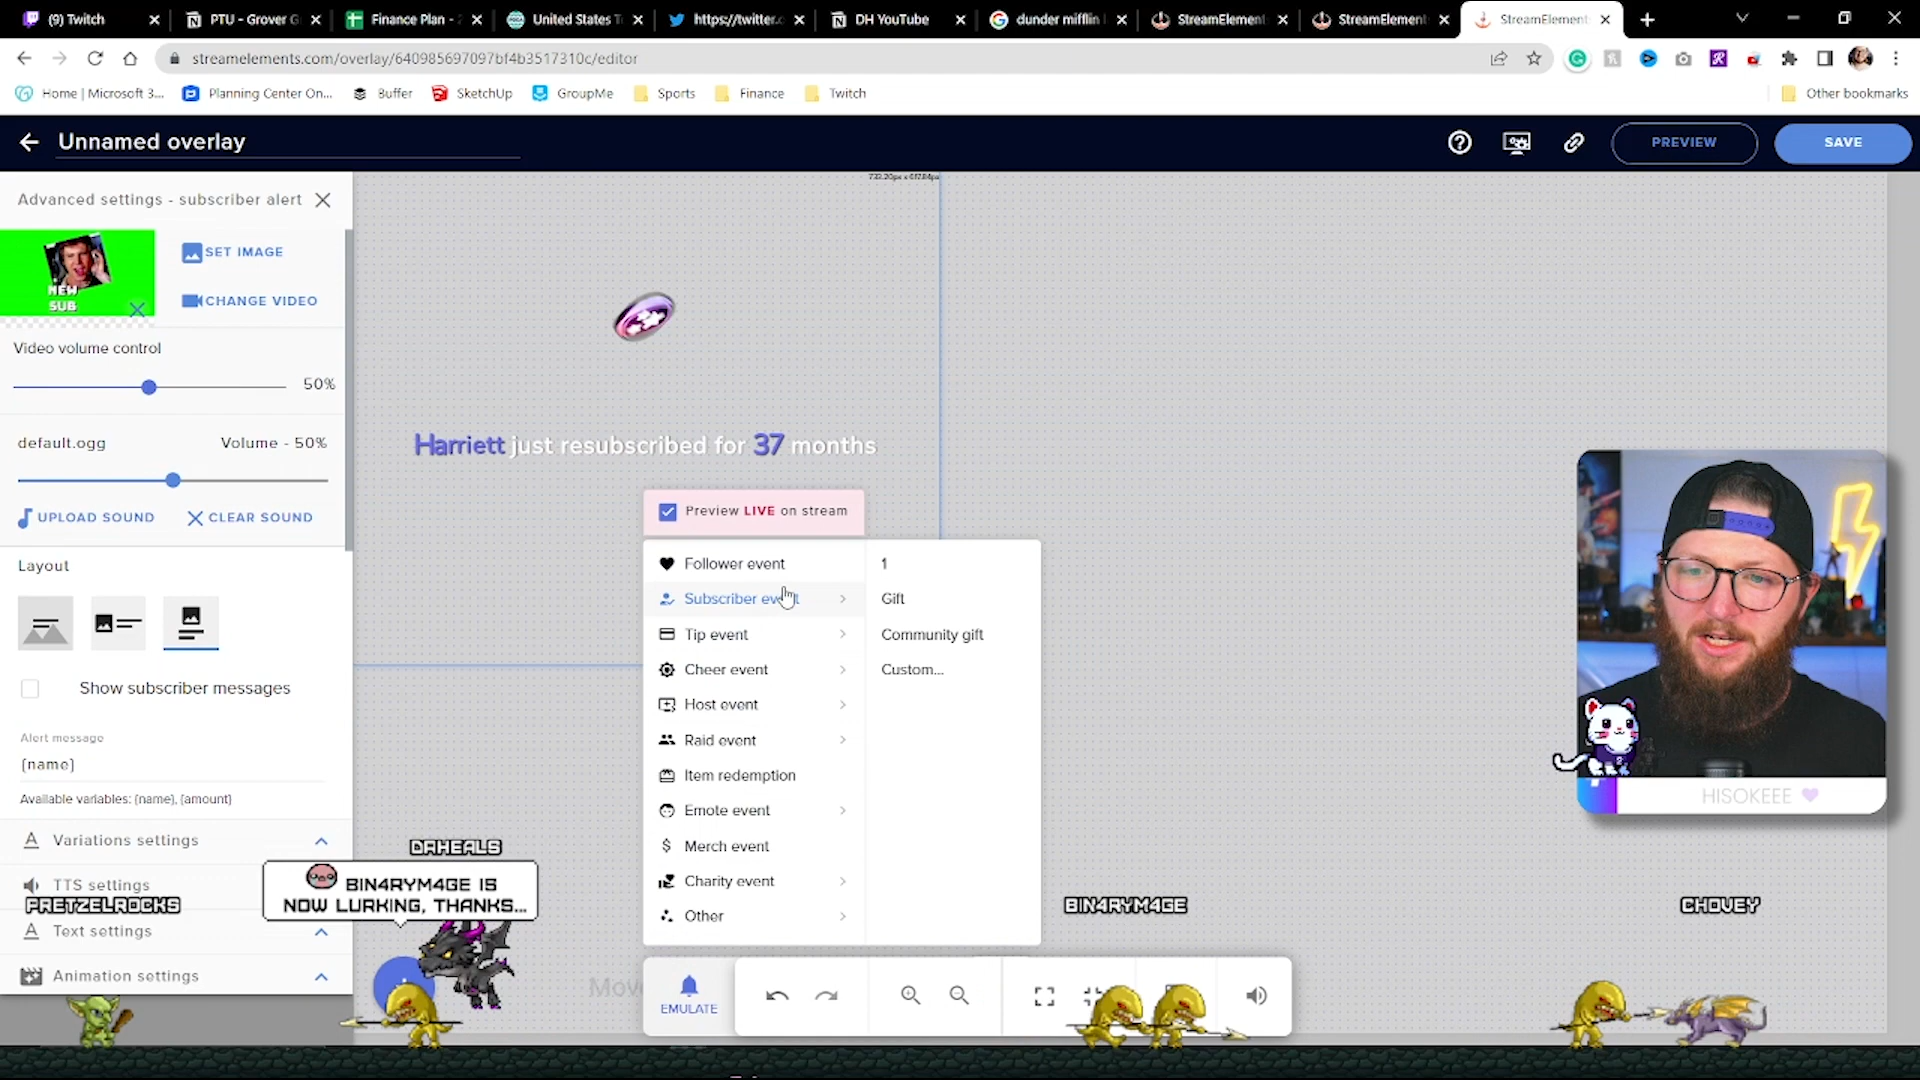 (9) Twitch
PTU - Grover G
Finance Plan - 2
United States T
https://twitter.c
DH YouTube
dunder mifflin
StreamElement
StreamElement
StreamElement
streamelements.com/overlay/640985697097bf4b3517310c/editor
Home | Microsoft 3...
Planning Center On...
Buffer
SketchUp
GroupMe
Sports
Finance
Twitch
Other bookmarks
Unnamed overlay
PREVIEW
SAVE
Advanced settings - subscriber alert
NEW
SUB
SET IMAGE
CHANGE VIDEO
Video volume control
50%
default.ogg
Volume - 50%
UPLOAD SOUND
CLEAR SOUND
Layout
Show subscriber messages
Alert message
{name}
Available variables: {name}, {amount}
Variations settings
TTS settings
Text settings
Animation settings
Harriett just resubscribed for 37 months
Preview LIVE on stream
Follower event
Subscriber event
Tip event
Cheer event
Host event
Raid event
Item redemption
Emote event
Merch event
Charity event
Other
1
Gift
Community gift
Custom...
EMULATE
HISOKEEE
PRETZELROCKS
DAHEALS
BIN4RYM4GE IS
NOW LURKING, THANKS...
BIN4RYM4GE
CHOVEY